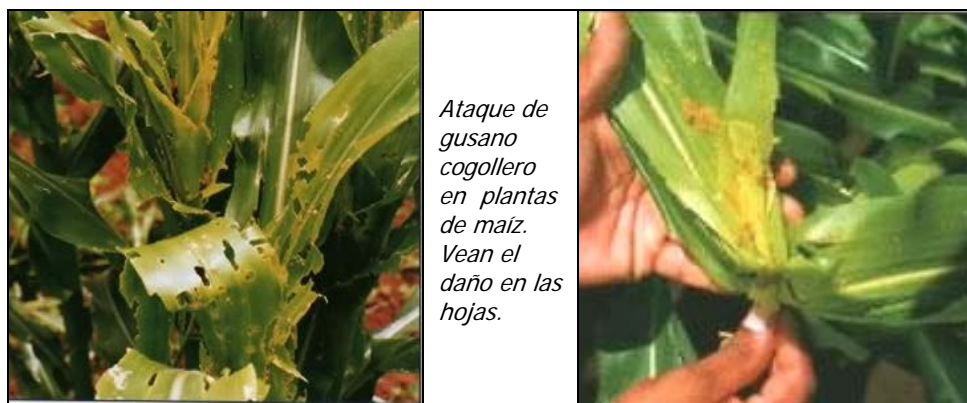 Ataque de
gusano
cogollero
en plantas
de maíz.
Vean el
daño en las
hojas.